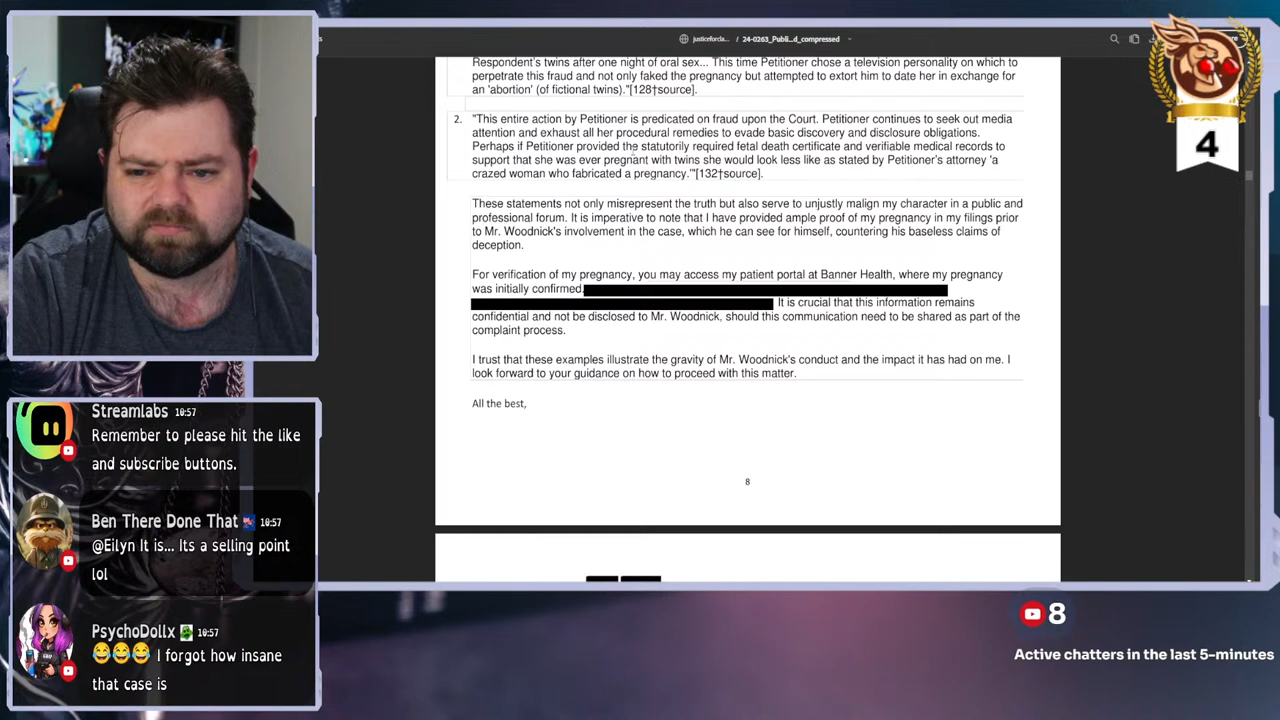 justiceforcla... / 24-0263_Publi...d_compressed
Respondent's twins after one night of oral sex... This time Petitioner chose a television personality on which to
perpetrate this fraud and not only faked the pregnancy but attempted to extort him to date her in exchange for
an 'abortion' (of fictional twins)."[128†source].
2. "This entire action by Petitioner is predicated on fraud upon the Court. Petitioner continues to seek out media
attention and exhaust all her procedural remedies to evade basic discovery and disclosure obligations.
Perhaps if Petitioner provided the statutorily required fetal death certificate and verifiable medical records to
support that she was ever pregnant with twins she would look less like as stated by Petitioner's attorney 'a
crazed woman who fabricated a pregnancy.'"[132†source].
These statements not only misrepresent the truth but also serve to unjustly malign my character in a public and
professional forum. It is imperative to note that I have provided ample proof of my pregnancy in my filings prior
to Mr. Woodnick's involvement in the case, which he can see for himself, countering his baseless claims of
deception.
For verification of my pregnancy, you may access my patient portal at Banner Health, where my pregnancy
was initially confirmed.
It is crucial that this information remains
confidential and not be disclosed to Mr. Woodnick, should this communication need to be shared as part of the
complaint process.
I trust that these examples illustrate the gravity of Mr. Woodnick's conduct and the impact it has had on me. I
look forward to your guidance on how to proceed with this matter.
All the best,
8
4
Streamlabs 10:57
Remember to please hit the like
and subscribe buttons.
Ben There Done That 10:57
@Eilyn It is... Its a selling point
lol
PsychoDollx 10:57
😂😂😂 I forgot how insane
that case is
8
Active chatters in the last 5-minutes